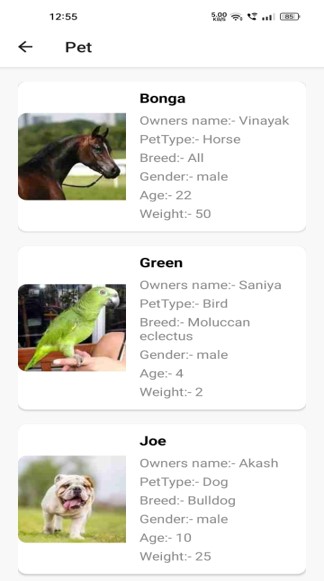 12:55
5.00
KB/S
85
Pet
Bonga
Owners name:- Vinayak
PetType:- Horse
Breed:- All
Gender:- male
Age:- 22
Weight:- 50
Green
Owners name:- Saniya
PetType:- Bird
Breed:- Moluccan
eclectus
Gender:- male
Age:- 4
Weight:- 2
Joe
Owners name:- Akash
PetType:- Dog
Breed:- Bulldog
Gender:- male
Age:- 10
Weight:- 25